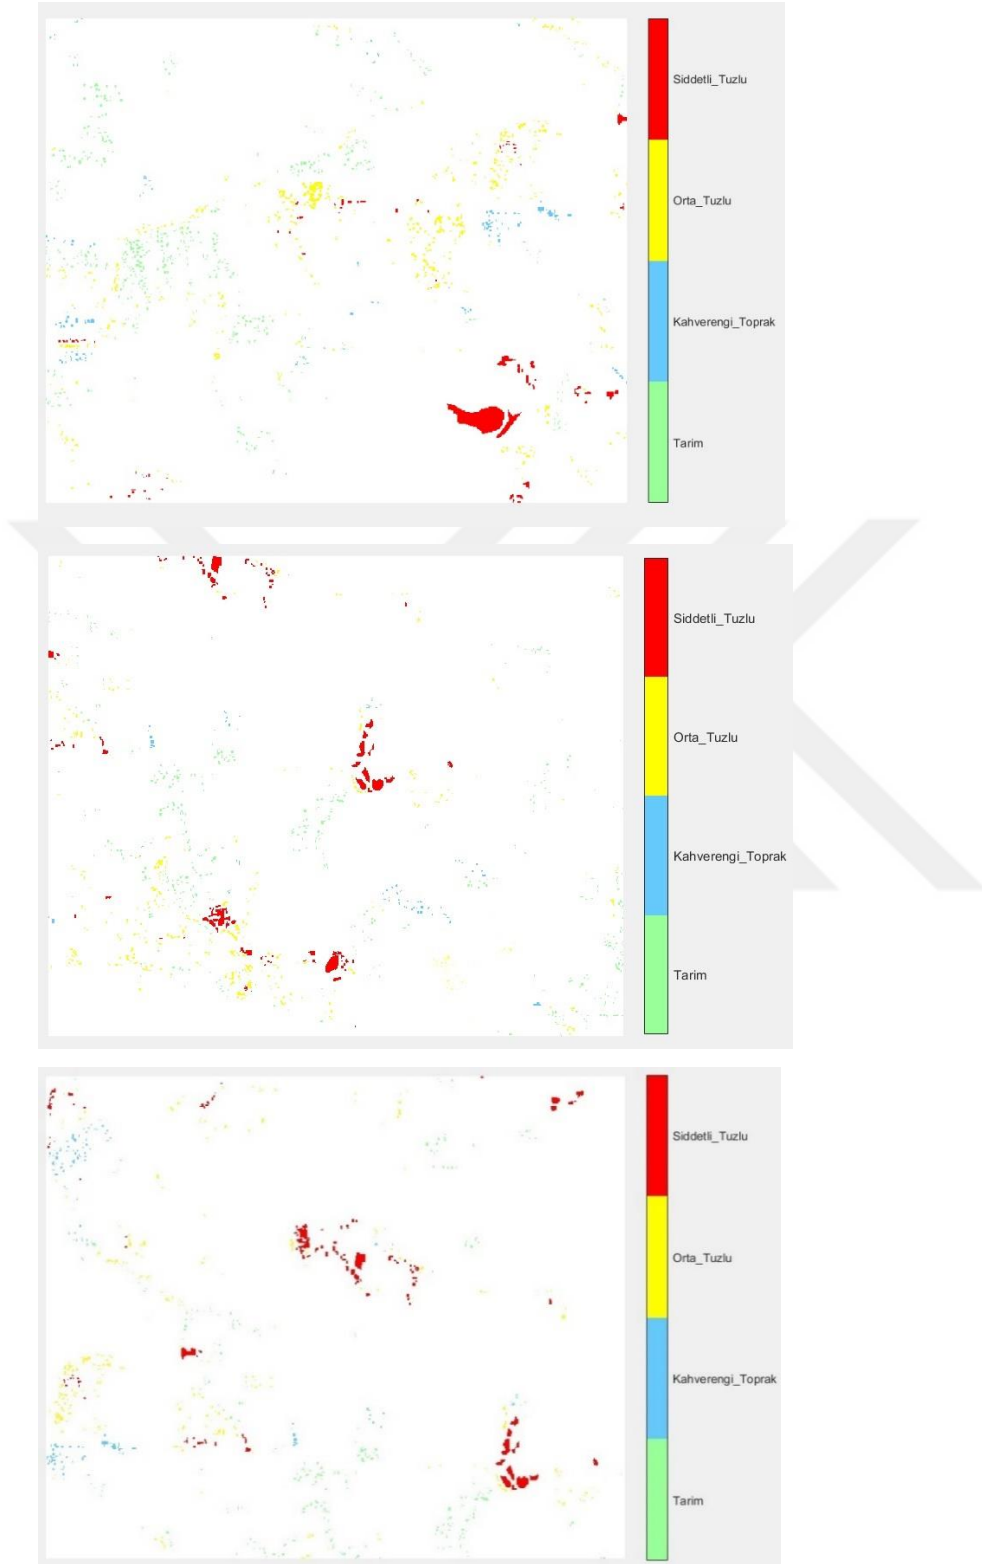 Siddetli_Tuzlu
Orta_Tuzlu
Kahverengi_Toprak
Tarim
Siddetli_Tuzlu
Orta_Tuzlu
Kahverengi_Toprak
Tarim
Siddetli_Tuzlu
Orta_Tuzlu
Kahverengi_Toprak
Tarim